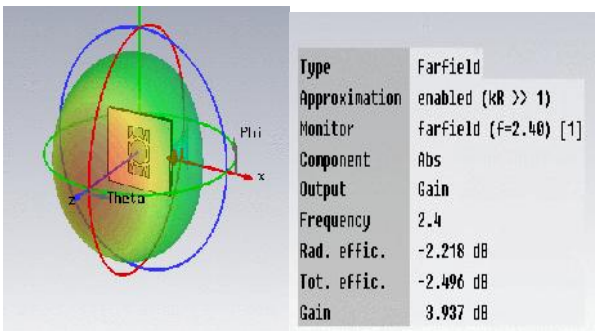 Phi
x
z
Theta
Type Farfield
Approximation enabled (kR >> 1)
Monitor farfield (f=2.40) [1]
Component Abs
Output Gain
Frequency 2.4
Rad. effic. -2.218 dB
Tot. effic. -2.496 dB
Gain 3.937 dB